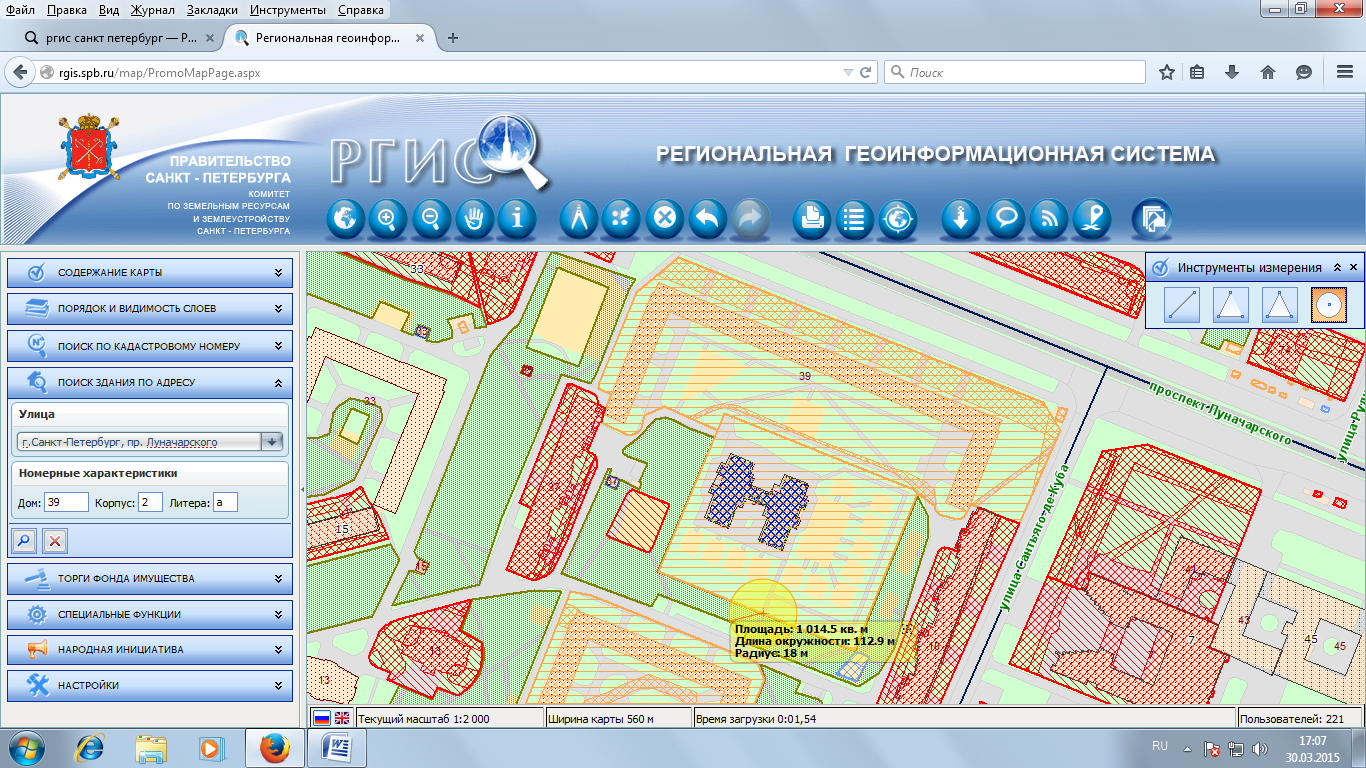 Файл Правка Вид Журнал Закладки Инструменты Справка
ргис санкт петербург — Р...
Региональная геоинфор...
rgis.spb.ru/map/PromoMapPage.aspx
Поиск
ПРАВИТЕЛЬСТВО
САНКТ - ПЕТЕРБУРГА
КОМИТЕТ
ПО ЗЕМЕЛЬНЫМ РЕСУРСАМ
И ЗЕМЛЕУСТРОЙСТВУ
САНКТ - ПЕТЕРБУРГА
РГИС
РЕГИОНАЛЬНАЯ ГЕОИНФОРМАЦИОННАЯ СИСТЕМА
СОДЕРЖАНИЕ КАРТЫ
ПОРЯДОК И ВИДИМОСТЬ СЛОЕВ
ПОИСК ПО КАДАСТРОВОМУ НОМЕРУ
ПОИСК ЗДАНИЯ ПО АДРЕСУ
Улица
г.Санкт-Петербург, пр. Луначарского
Номерные характеристики
Дом: 39 Корпус: 2 Литера: а
ТОРГИ ФОНДА ИМУЩЕСТВА
СПЕЦИАЛЬНЫЕ ФУНКЦИИ
НАРОДНАЯ ИНИЦИАТИВА
НАСТРОЙКИ
Инструменты измерения
33
39
33
проспект Луначарского
улица Сантьяго-де-Куба
15
13
13
43
45
45
7
Площадь: 1 014.5 кв. м
Длина окружности: 112.9 м
Радиус: 18 м
Текущий масштаб 1:2 000
Ширина карты 560 м
Время загрузки 0:01,54
Пользователей: 221
RU
17:07
30.03.2015